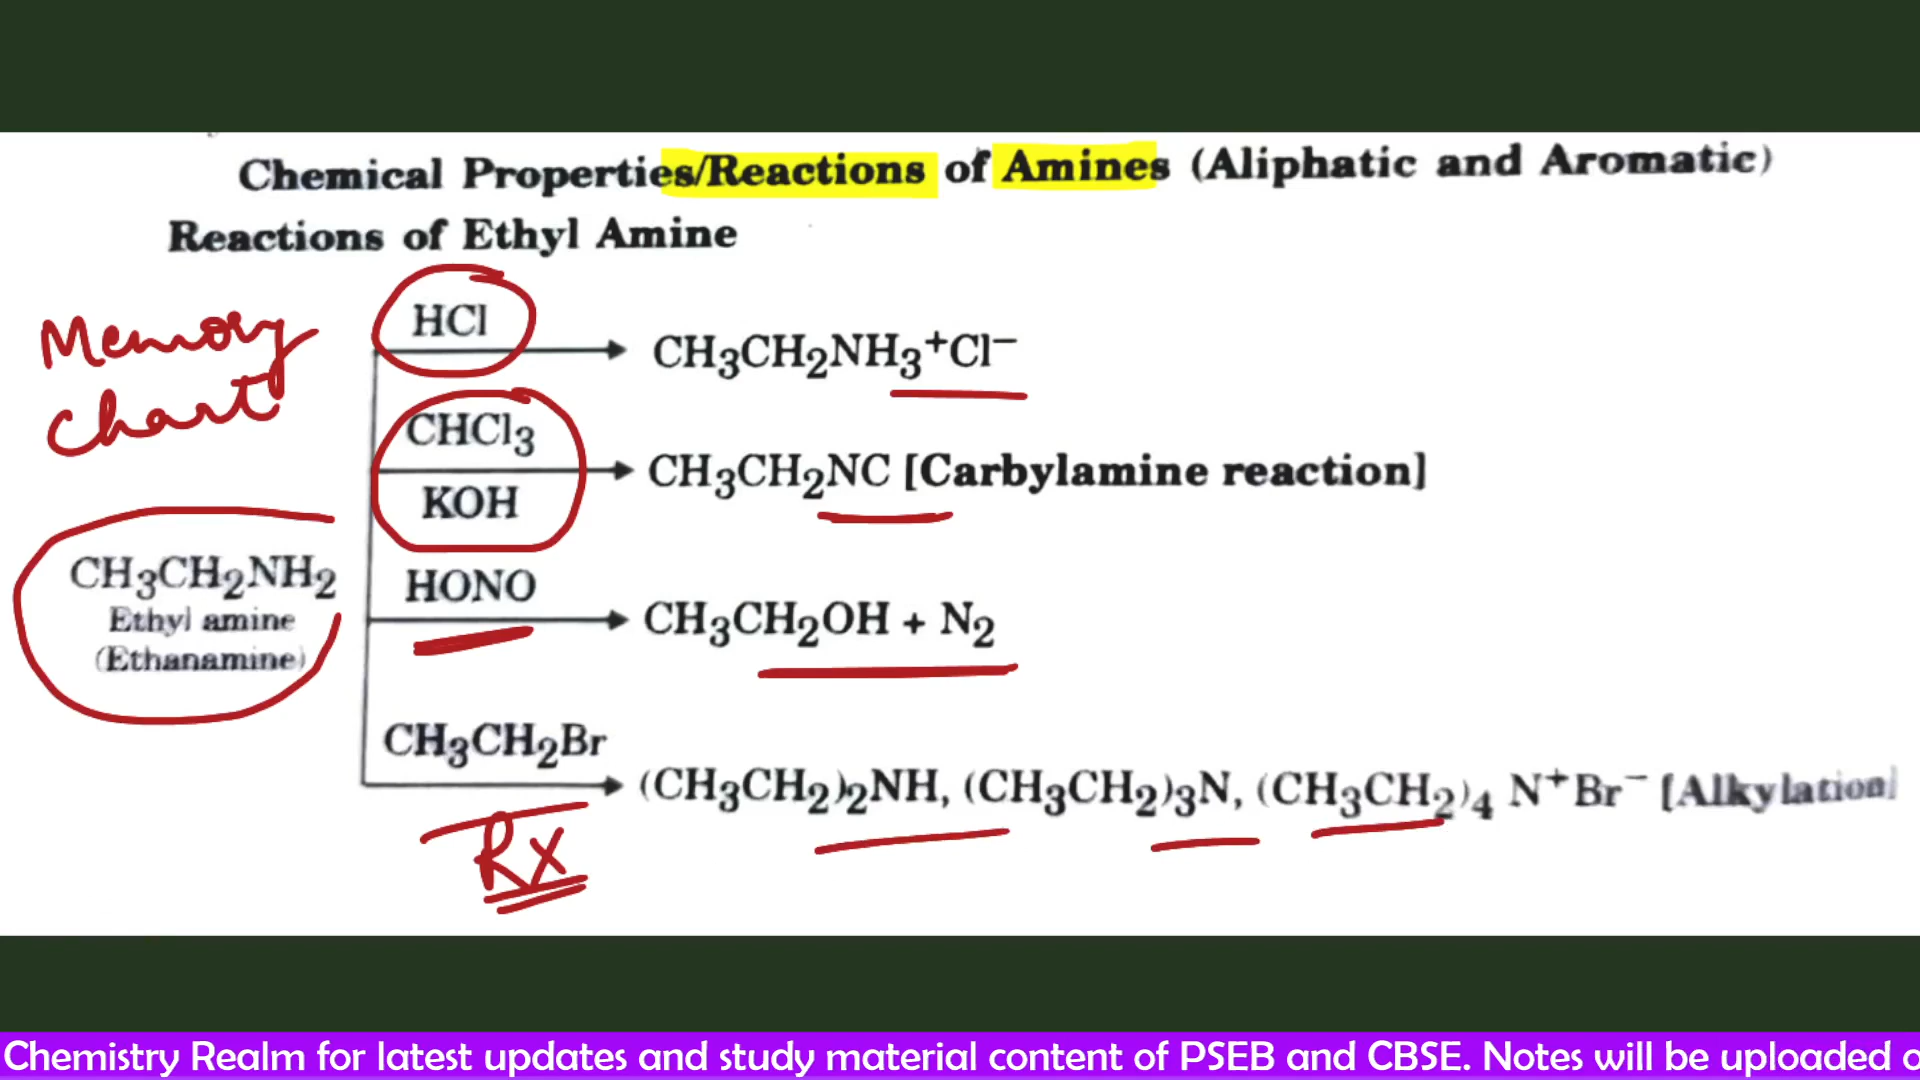 Chemical Properties/Reactions of Amines (Aliphatic and Aromatic)
Reactions of Ethyl Amine
Memory
Chart
HCl
CH3CH2NH3+Cl−
CHCl3
KOH
CH3CH2NC [Carbylamine reaction]
CH3CH2NH2
Ethyl amine
(Ethanamine)
HONO
CH3CH2OH + N2
CH3CH2Br
(CH3CH2)2NH, (CH3CH2)3N, (CH3CH2)4 N+Br− [Alkylation]
RX
Chemistry Realm for latest updates and study material content of PSEB and CBSE. Notes will be uploaded o